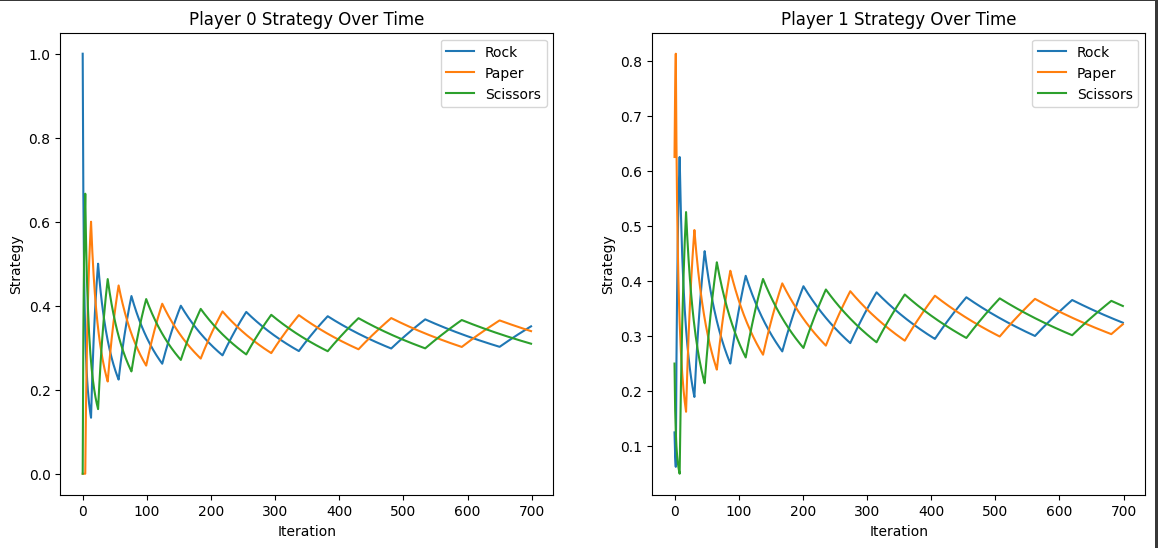 Player 0 Strategy Over Time
Rock
Paper
Scissors
1.0
0.8
0.6
0.4
0.2
0.0
Strategy
0 100 200 300 400 500 600 700
Iteration
Player 1 Strategy Over Time
Rock
Paper
Scissors
0.8
0.7
0.6
0.5
0.4
0.3
0.2
0.1
Strategy
0 100 200 300 400 500 600 700
Iteration